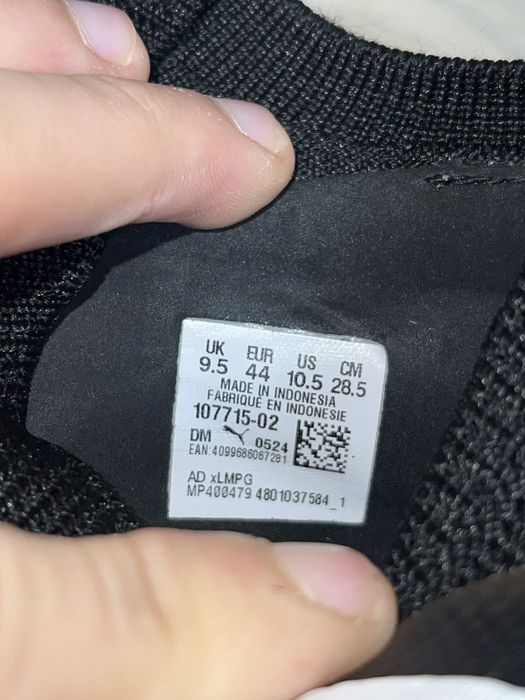 UK EUR US CM
9.5 44 10.5 28.5
MADE IN INDONESIA
FABRIQUÉ EN INDONESIE
107715-02
DM 0524
EAN:4099686067281
AD xLMPG
MP400479 4801037584_1